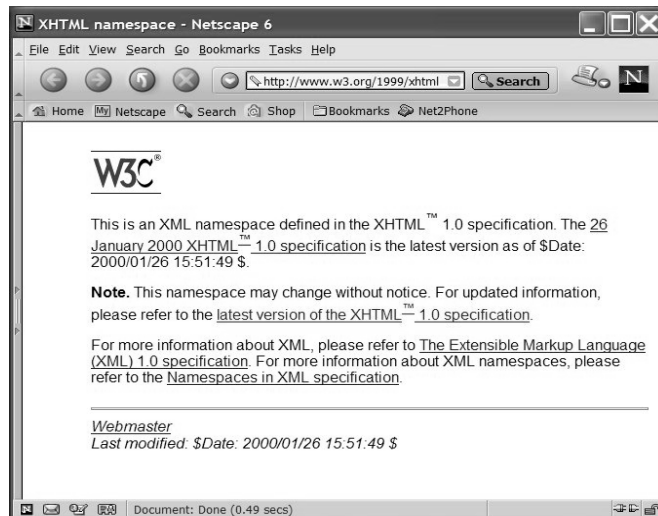 XHTML namespace - Netscape 6
File Edit View Search Go Bookmarks Tasks Help
http://www.w3.org/1999/xhtml Search N
Home My Netscape Search Shop Bookmarks Net2Phone
W3C®
This is an XML namespace defined in the XHTML™ 1.0 specification. The 26
January 2000 XHTML™ 1.0 specification is the latest version as of $Date:
2000/01/26 15:51:49 $.
Note. This namespace may change without notice. For updated information,
please refer to the latest version of the XHTML™ 1.0 specification.
For more information about XML, please refer to The Extensible Markup Language
(XML) 1.0 specification. For more information about XML namespaces, please
refer to the Namespaces in XML specification.
Webmaster
Last modified: $Date: 2000/01/26 15:51:49 $
Document: Done (0.49 secs)